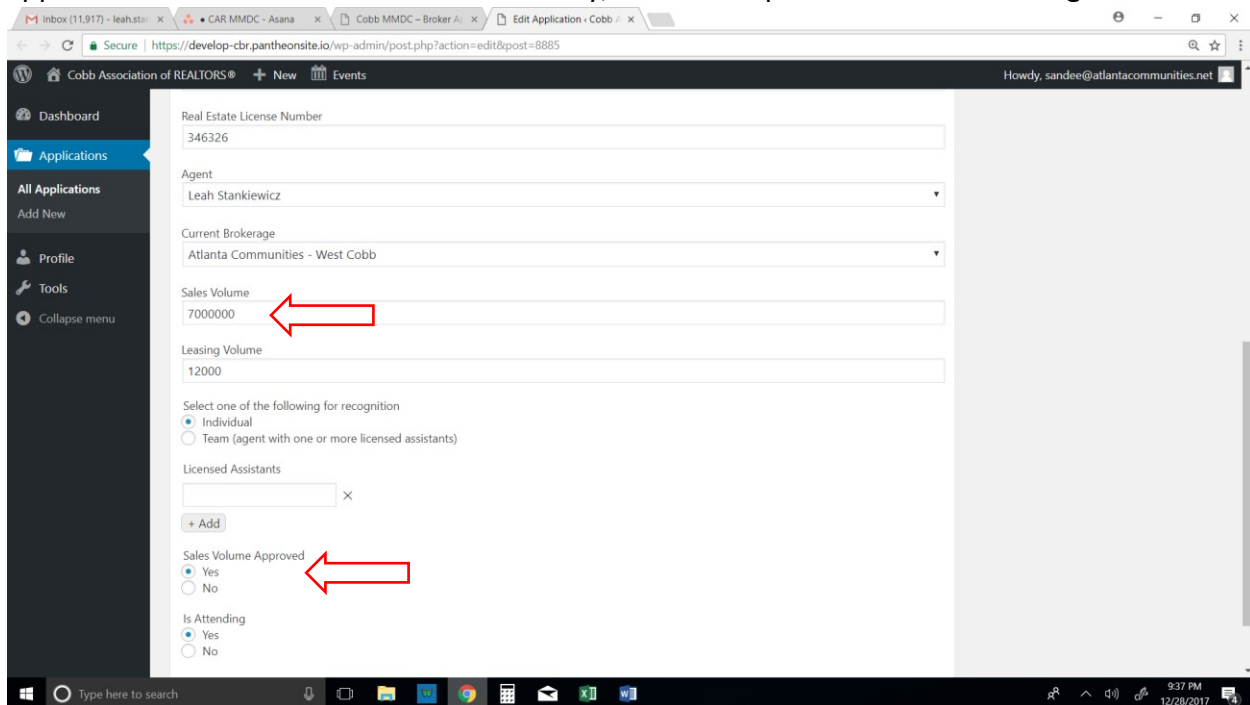 Inbox (11,917) - leah.stan
● CAR MMDC - Asana
Cobb MMDC – Broker A
Edit Application ‹ Cobb
Secure | https://develop-cbr.pantheonsite.io/wp-admin/post.php?action=edit&post=8885
Cobb Association of REALTORS® + New Events
Howdy, sandee@atlantacommunities.net
Dashboard
Applications
All Applications
Add New
Profile
Tools
Collapse menu
Real Estate License Number
346326
Agent
Leah Stankiewicz
Current Brokerage
Atlanta Communities - West Cobb
Sales Volume
7000000
Leasing Volume
12000
Select one of the following for recognition
Individual
Team (agent with one or more licensed assistants)
Licensed Assistants
+ Add
Sales Volume Approved
Yes
No
Is Attending
Yes
No
Type here to search
9:37 PM
12/28/2017